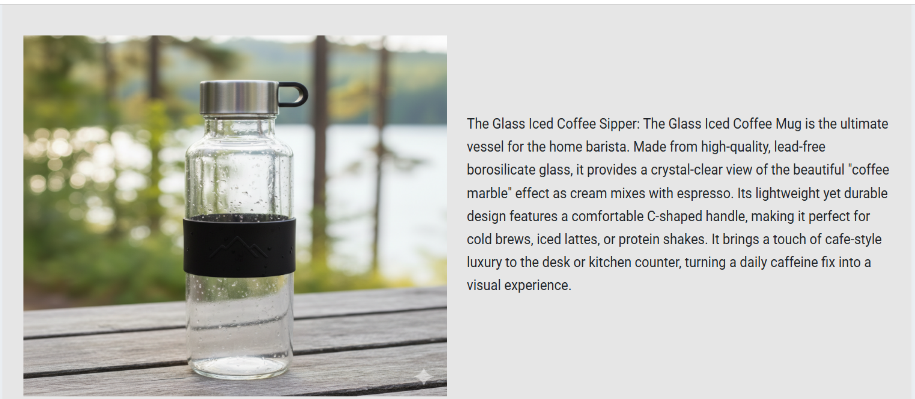 The Glass Iced Coffee Sipper: The Glass Iced Coffee Mug is the ultimate
vessel for the home barista. Made from high-quality, lead-free
borosilicate glass, it provides a crystal-clear view of the beautiful "coffee
marble" effect as cream mixes with espresso. Its lightweight yet durable
design features a comfortable C-shaped handle, making it perfect for
cold brews, iced lattes, or protein shakes. It brings a touch of cafe-style
luxury to the desk or kitchen counter, turning a daily caffeine fix into a
visual experience.